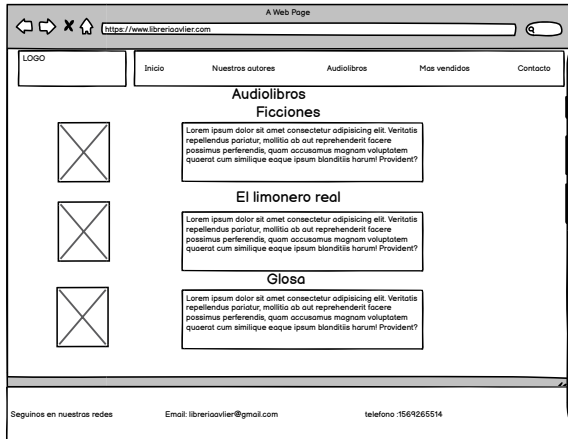 A Web Page
https://www.libreriaavlier.com
LOGO
Inicio
Nuestros autores
Audiolibros
Mas vendidos
Contacto
Audiolibros
Ficciones
Lorem ipsum dolor sit amet consectetur adipisicing elit. Veritatis
repellendus pariatur, mollitia ab aut reprehenderit facere
possimus perferendis, quam accusamus magnam voluptatem
quaerat cum similique eaque ipsum blanditiis harum! Provident?
El limonero real
Lorem ipsum dolor sit amet consectetur adipisicing elit. Veritatis
repellendus pariatur, mollitia ab aut reprehenderit facere
possimus perferendis, quam accusamus magnam voluptatem
quaerat cum similique eaque ipsum blanditiis harum! Provident?
Glosa
Lorem ipsum dolor sit amet consectetur adipisicing elit. Veritatis
repellendus pariatur, mollitia ab aut reprehenderit facere
possimus perferendis, quam accusamus magnam voluptatem
quaerat cum similique eaque ipsum blanditiis harum! Provident?
Seguinos en nuestras redes
Email: libreriaavlier@gmail.com
telefono :1569265514